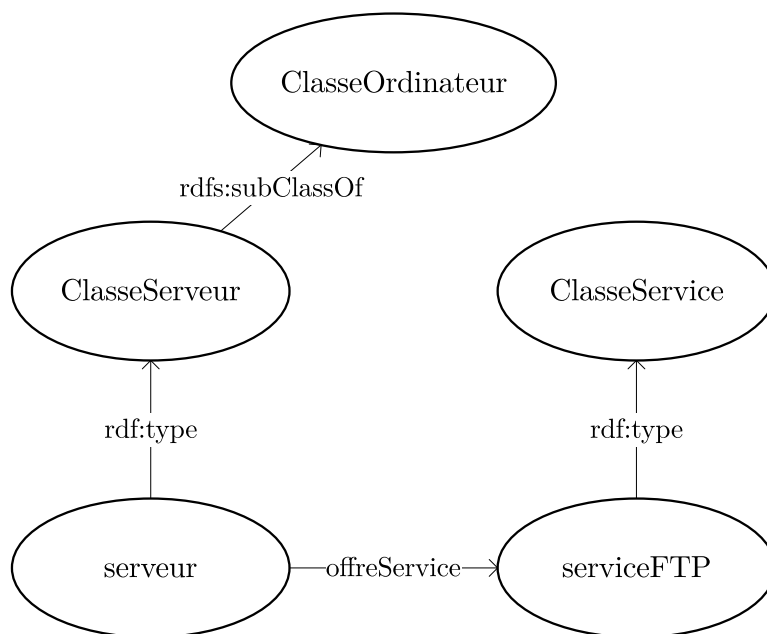 ClasseOrdinateur
rdfs:subClassOf
ClasseServeur
ClasseService
rdf:type
rdf:type
serveur
offreService
serviceFTP